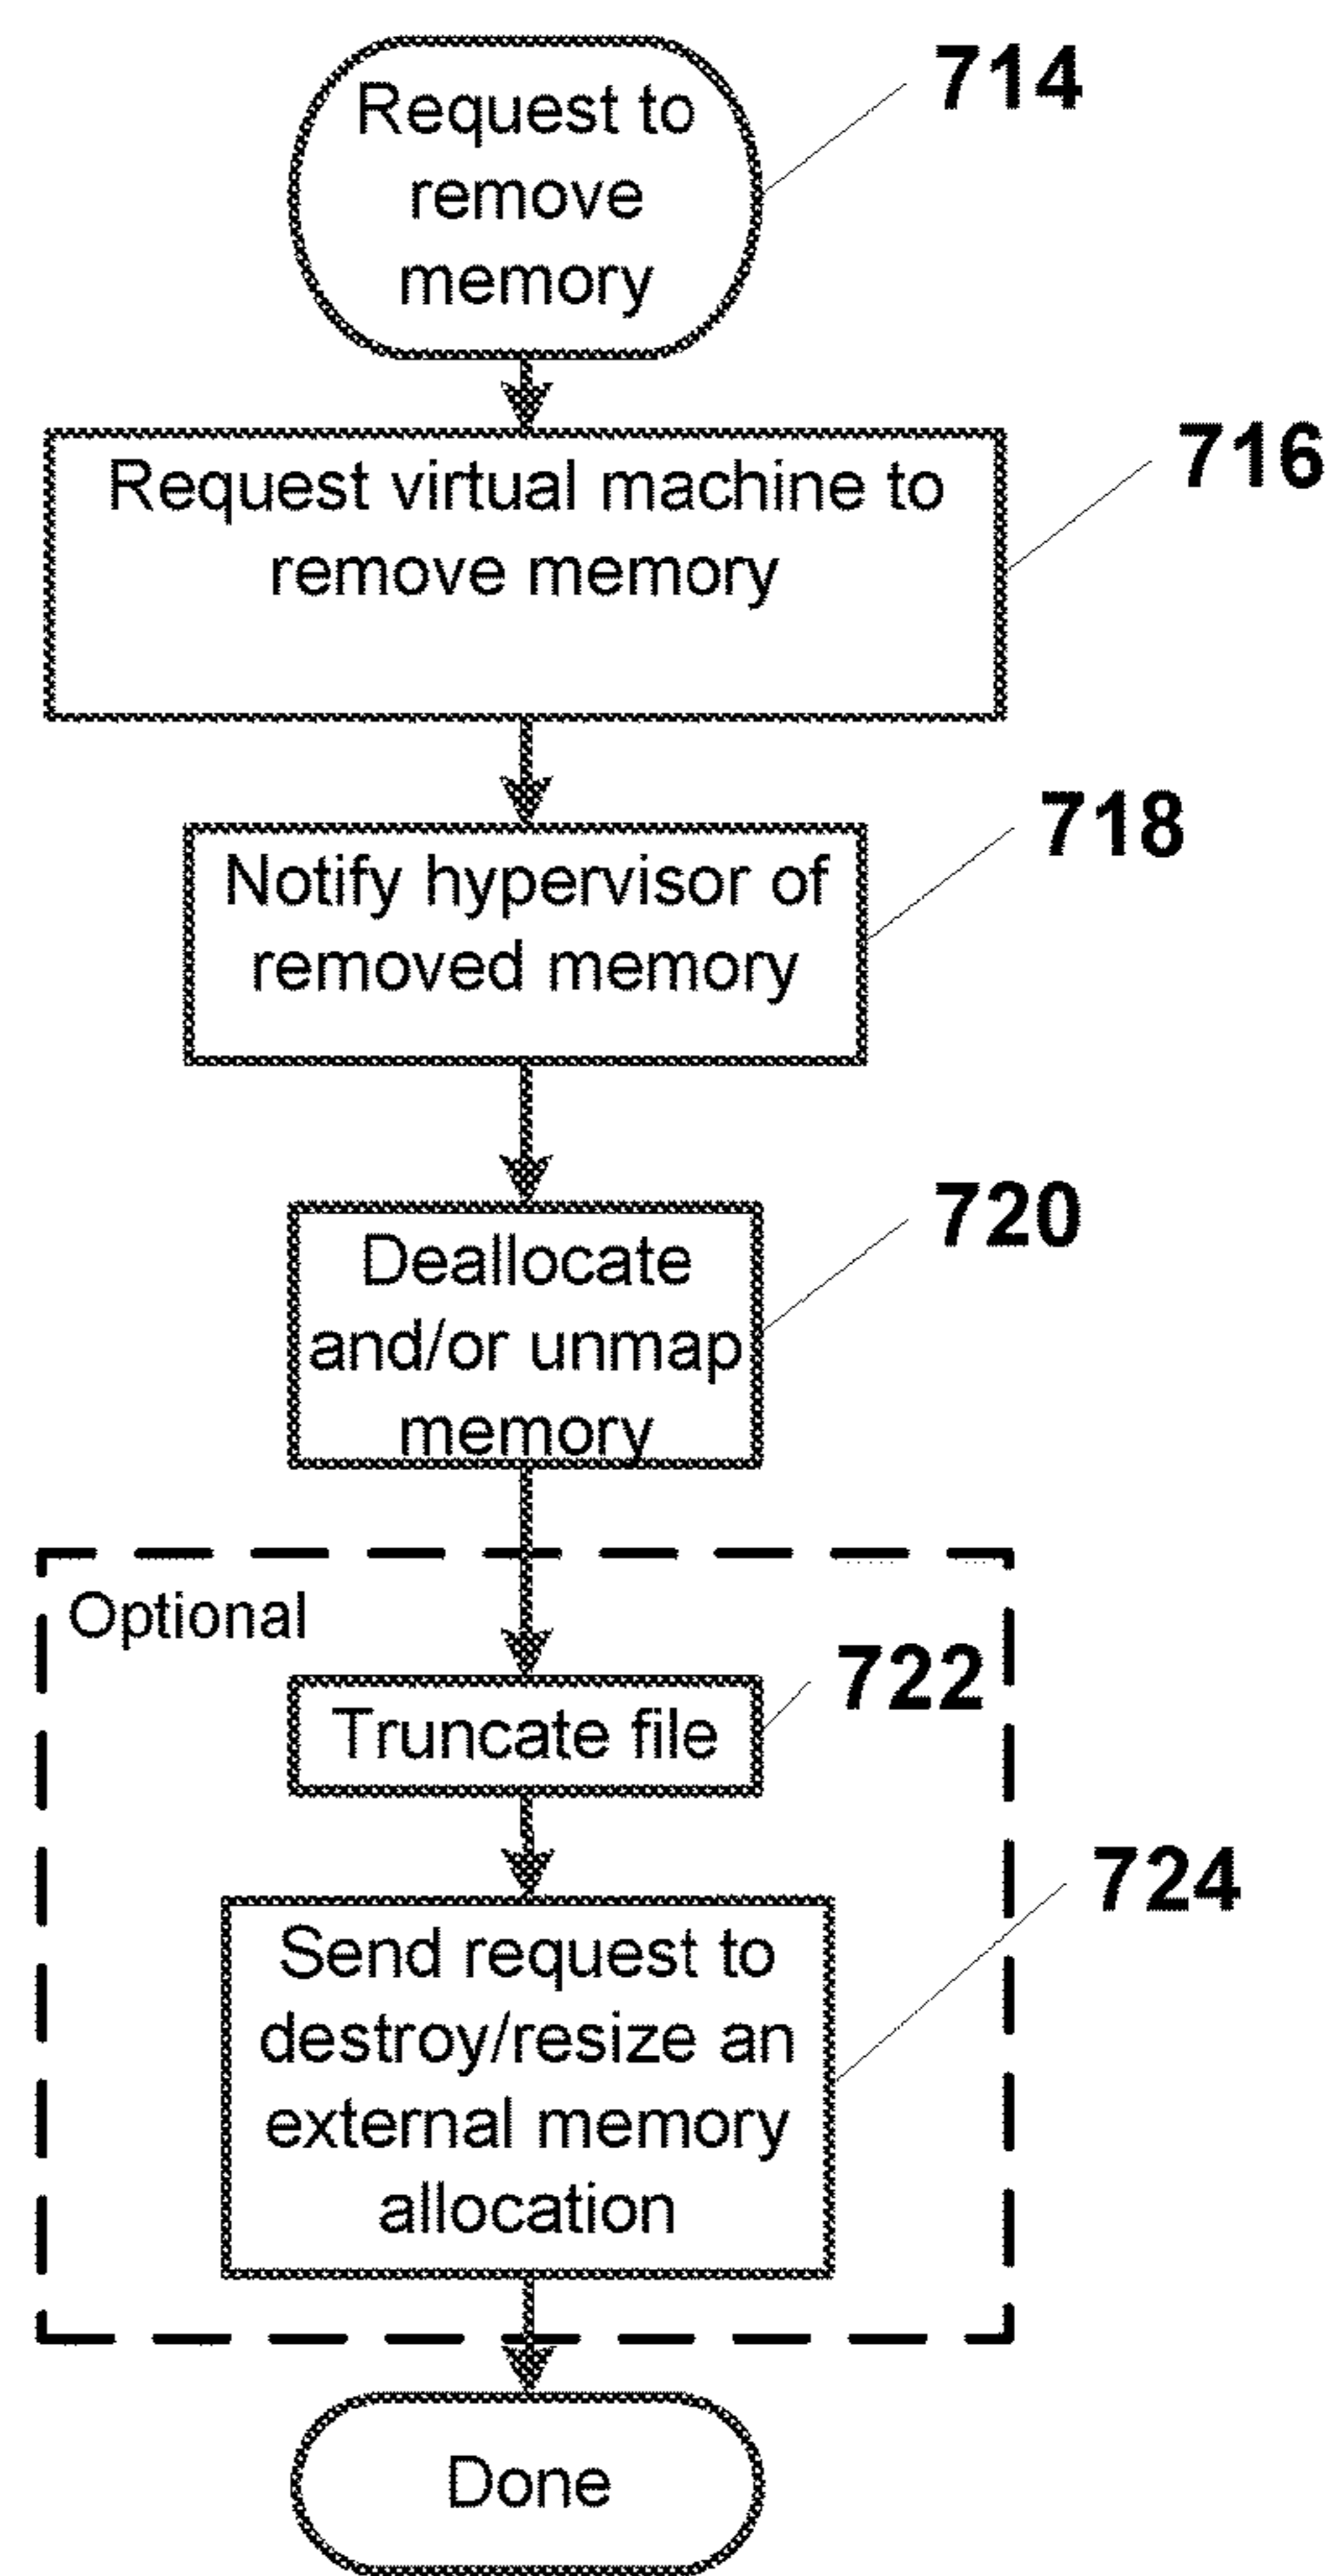 Request to
remove
memory
714
Request virtual machine to
remove memory
716
Notify hypervisor of
removed memory
718
Deallocate
and/or unmap
memory
720
Optional
Truncate file
722
Send request to
destroy/resize an
external memory
allocation
724
Done